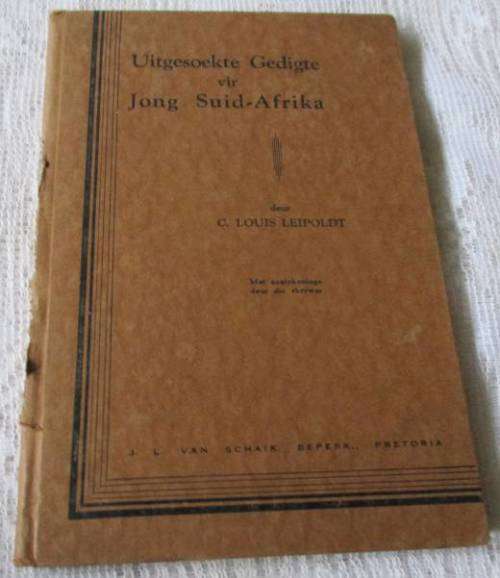 Uitgesoekte Gedigte
vir
Jong Suid-Afrika
deur
C. LOUIS LEIPOLDT
Met aantekeninge
deur die skrywer
J. L. VAN SCHAIK, BEPERK., PRETORIA